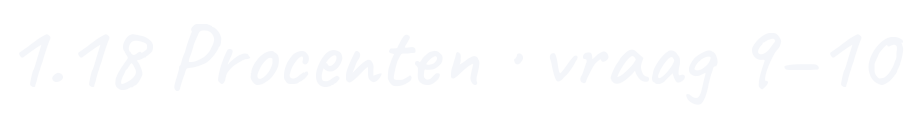 1.18 Procenten · vraag 9–10